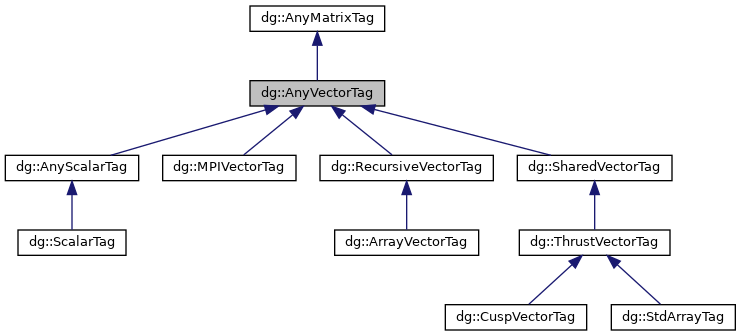 dg::AnyMatrixTag
dg::AnyVectorTag
dg::AnyScalarTag
dg::MPIVectorTag
dg::RecursiveVectorTag
dg::SharedVectorTag
dg::ScalarTag
dg::ArrayVectorTag
dg::ThrustVectorTag
dg::CuspVectorTag
dg::StdArrayTag